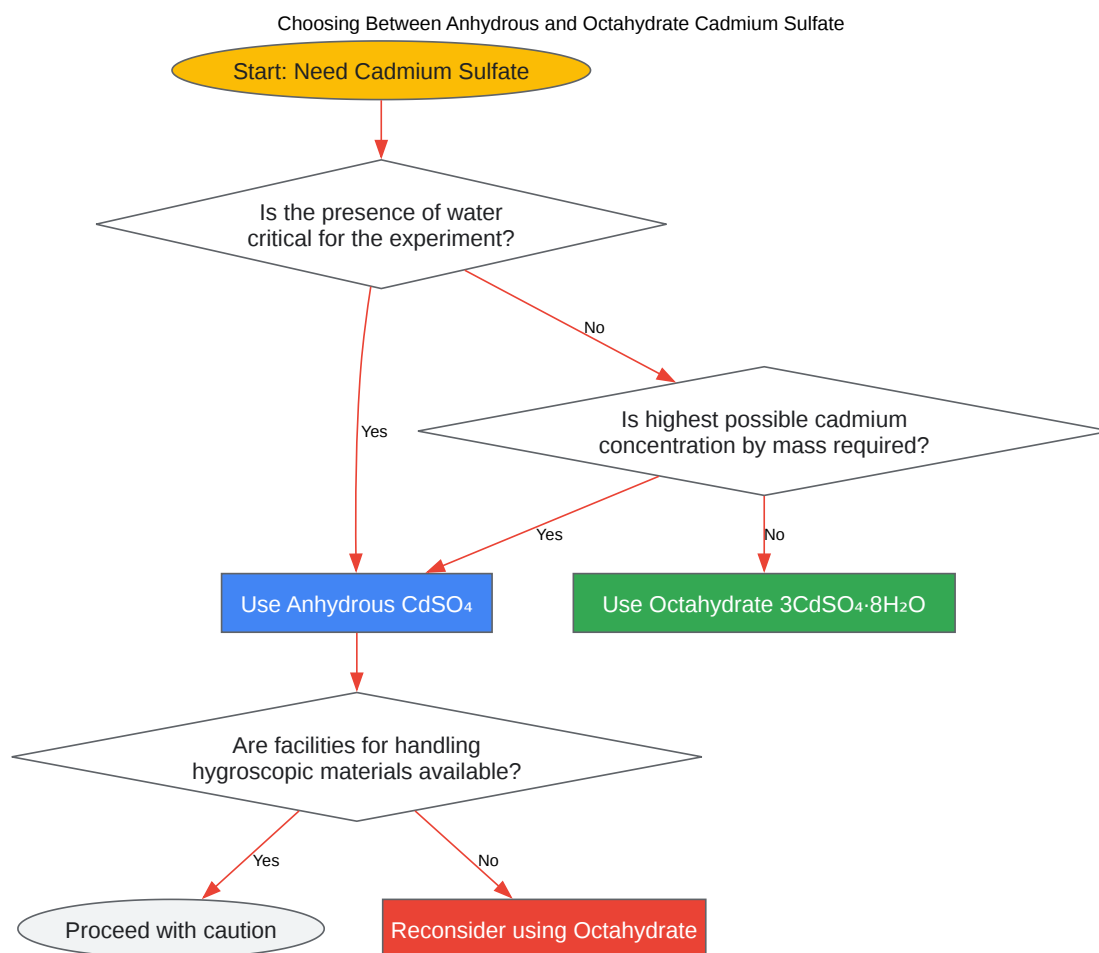 Choosing Between Anhydrous and Octahydrate Cadmium Sulfate
Start: Need Cadmium Sulfate
Is the presence of water
critical for the experiment?
No
Yes
Is highest possible cadmium
concentration by mass required?
Yes
No
Use Anhydrous CdSO₄
Use Octahydrate 3CdSO₄·8H₂O
Are facilities for handling
hygroscopic materials available?
Yes
No
Proceed with caution
Reconsider using Octahydrate